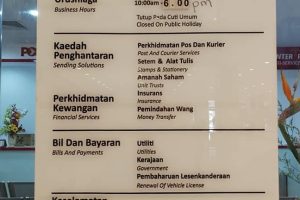 Urusniaga
Business Hours
10:00am - 6.00 pm
Tutup Pada Cuti Umum
Closed On Public Holiday
Kaedah
Penghantaran
Sending Solutions
Perkhidmatan Pos Dan Kurier
Post And Courier Services
Setem & Alat Tulis
Stamps & Stationery
Perkhidmatan
Kewangan
Financial Services
Amanah Saham
Unit Trusts
Insurans
Insurance
Pemindahan Wang
Money Transfer
Bil Dan Bayaran
Bills And Payments
Utiliti
Utilities
Kerajaan
Government
Pembaharuan Lesenkanderaan
Renewal Of Vehicle License